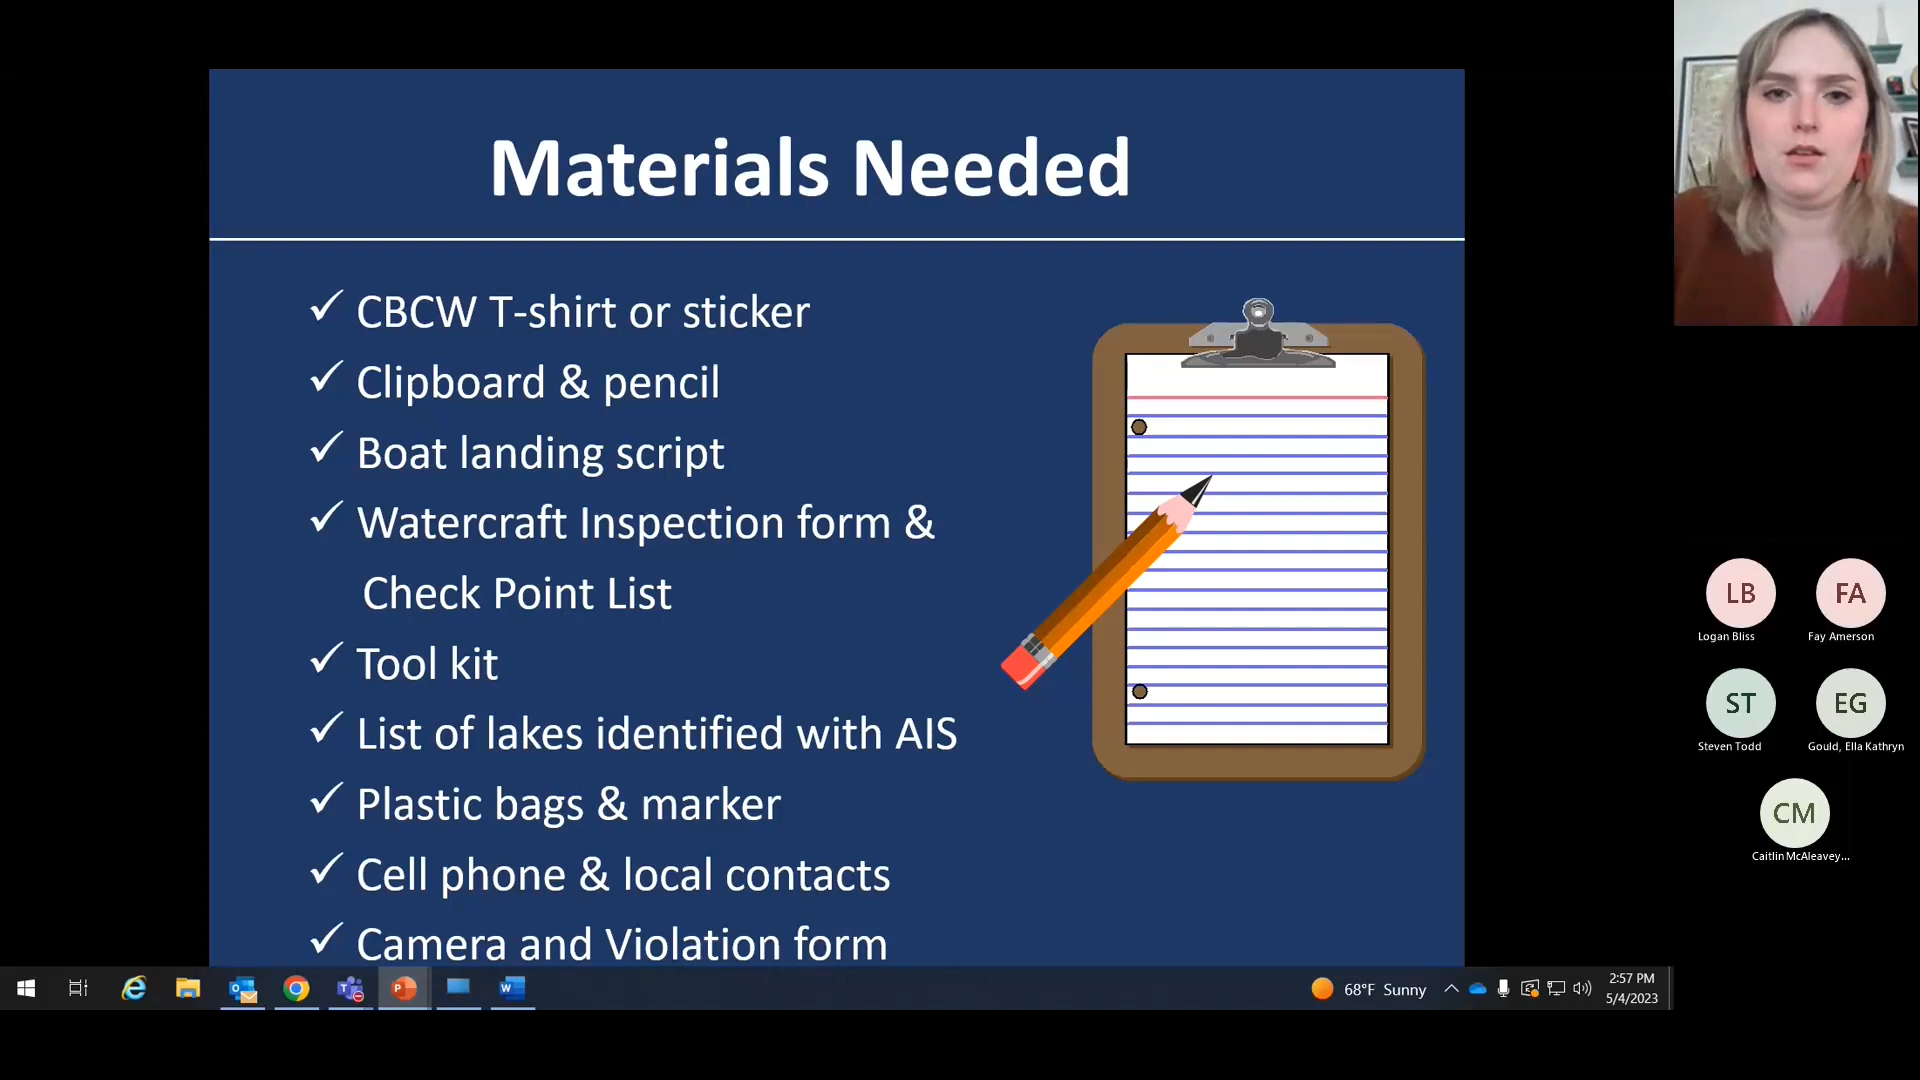 Materials Needed
✓ CBCW T-shirt or sticker
✓ Clipboard & pencil
✓ Boat landing script
✓ Watercraft Inspection form &
Check Point List
✓ Tool kit
✓ List of lakes identified with AIS
✓ Plastic bags & marker
✓ Cell phone & local contacts
✓ Camera and Violation form
LB
Logan Bliss
FA
Fay Amerson
ST
Steven Todd
EG
Gould, Ella Kathryn
CM
Caitlin McAleavey...
68°F Sunny
2:57 PM
5/4/2023